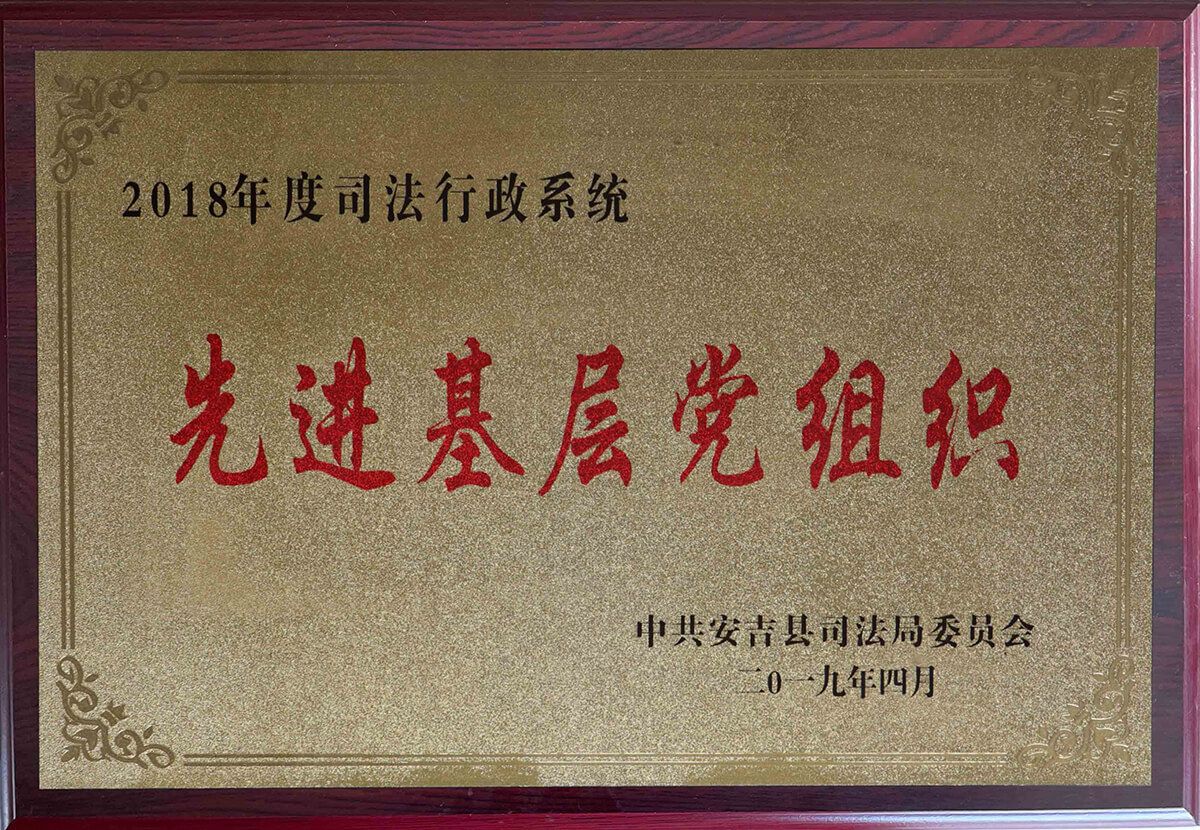 2018年度司法行政系统
先进基层党组织
中共安吉县司法局委员会
二0一九年四月